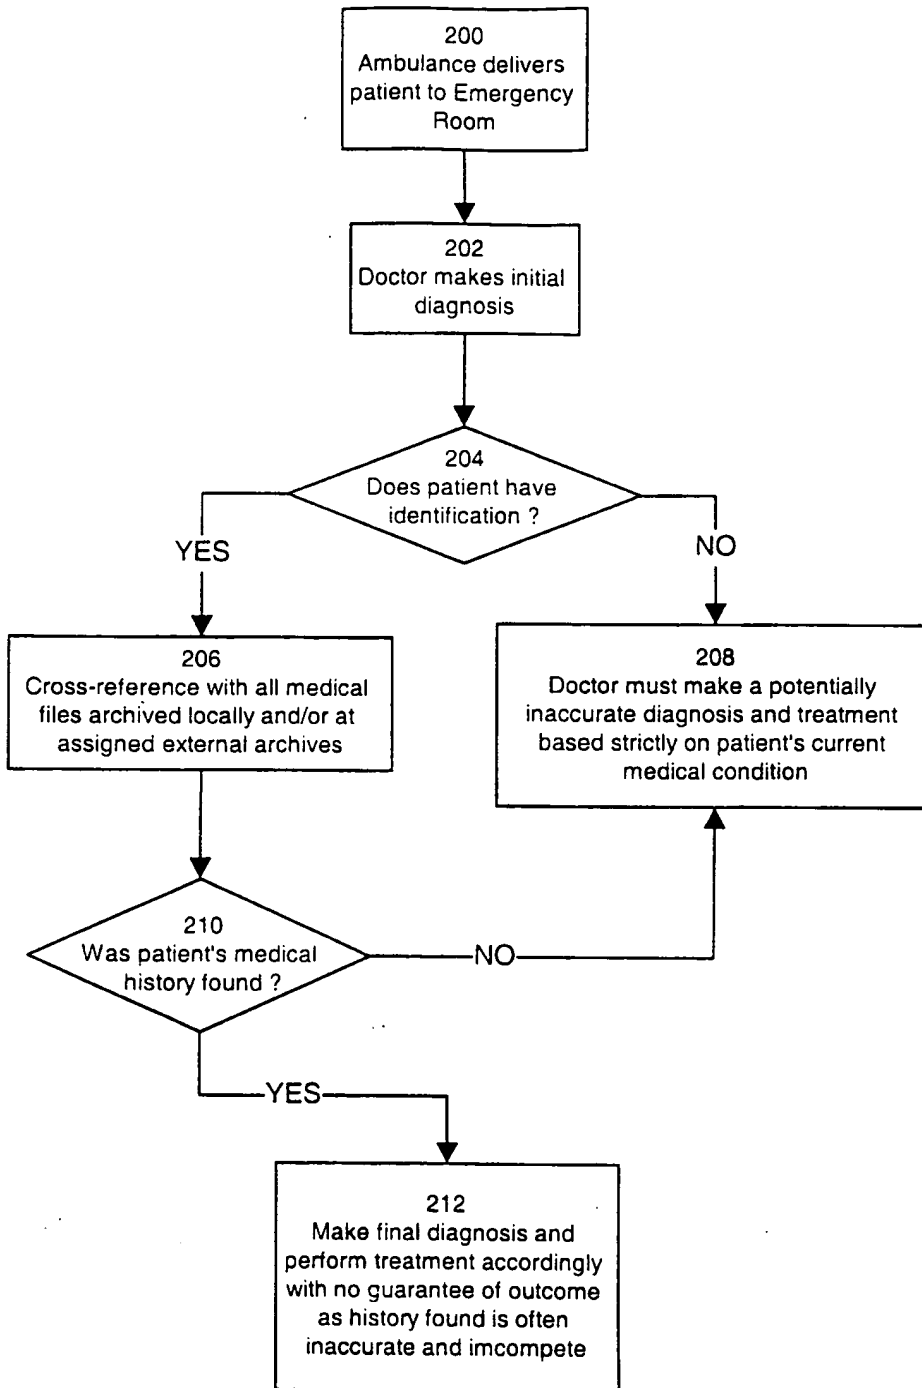 200
Ambulance delivers
patient to Emergency
Room
202
Doctor makes initial
diagnosis
204
Does patient have
identification ?
YES
NO
206
Cross-reference with all medical
files archived locally and/or at
assigned external archives
208
Doctor must make a potentially
inaccurate diagnosis and treatment
based strictly on patient's current
medical condition
210
Was patient's medical
history found ?
NO
YES
212
Make final diagnosis and
perform treatment accordingly
with no guarantee of outcome
as history found is often
inaccurate and imcompete